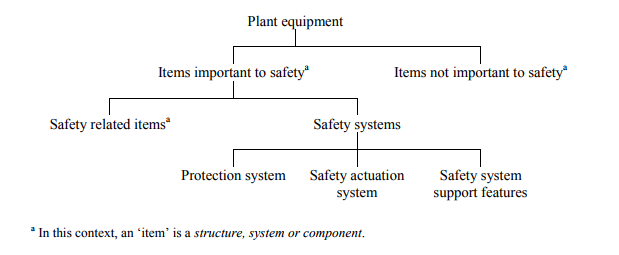 Plant equipment
Items important to safetyᵃ
Items not important to safetyᵃ
Safety related itemsᵃ
Safety systems
Protection system
Safety actuation
system
Safety system
support features
ᵃ In this context, an ‘item’ is a structure, system or component.